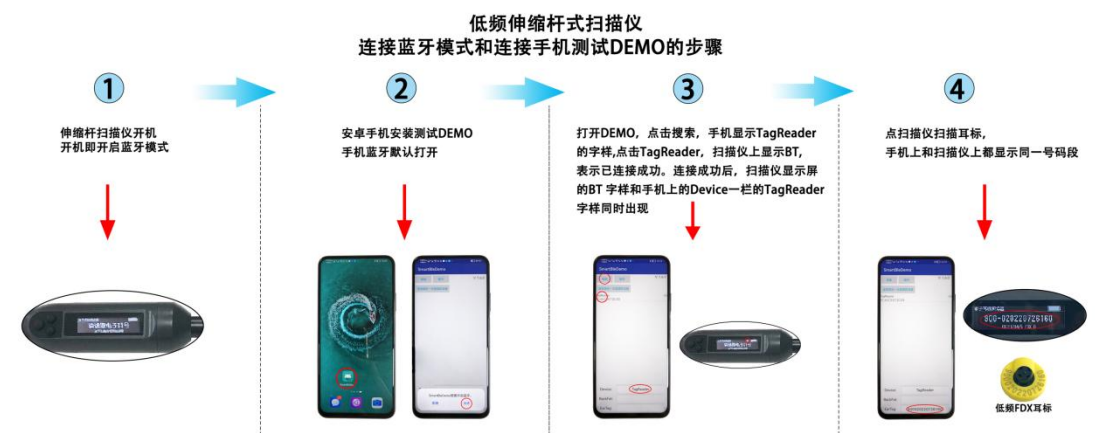 低频伸缩杆式扫描仪
连接蓝牙模式和连接手机测试DEMO的步骤
1
2
3
4
伸缩杆扫描仪开机
开机即开启蓝牙模式
安卓手机安装测试DEMO
手机蓝牙默认打开
打开DEMO，点击搜索，手机显示TagReader
的字样,点击TagReader，扫描仪上显示BT,
表示已连接成功。连接成功后，扫描仪显示屏
的BT 字样和手机上的Device一栏的TagReader
字样同时出现
点扫描仪扫描耳标，
手机上和扫描仪上都显示同一号码段
SmartBleDemo
SmartBleDemo
TagReader
SmartBleDemo
TagReader
900-028220726160
低频FDX耳标